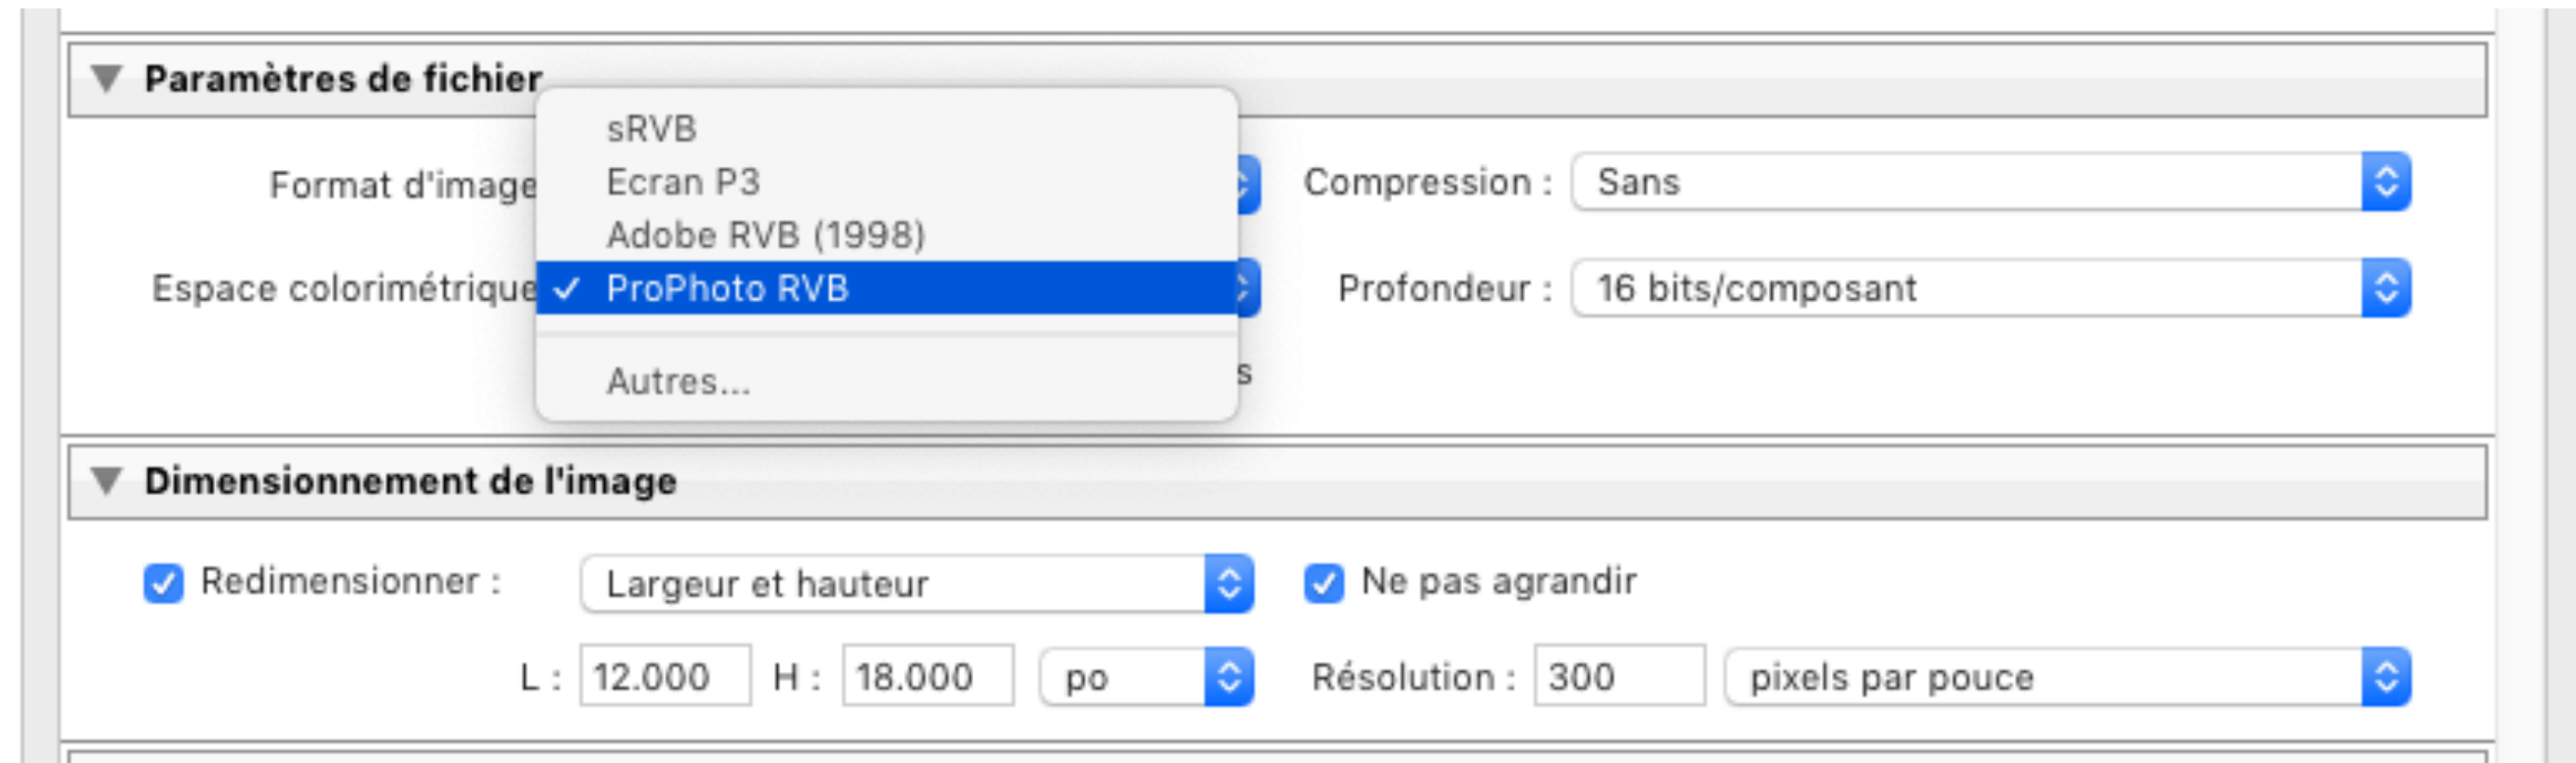 Paramètres de fichier
sRVB
Format d'image
Ecran P3
Compression : Sans
Adobe RVB (1998)
Espace colorimétrique ✓ ProPhoto RVB
Profondeur : 16 bits/composant
Autres...
s
Dimensionnement de l'image
Redimensionner : Largeur et hauteur
Ne pas agrandir
L : 12.000 H : 18.000 po
Résolution : 300 pixels par pouce